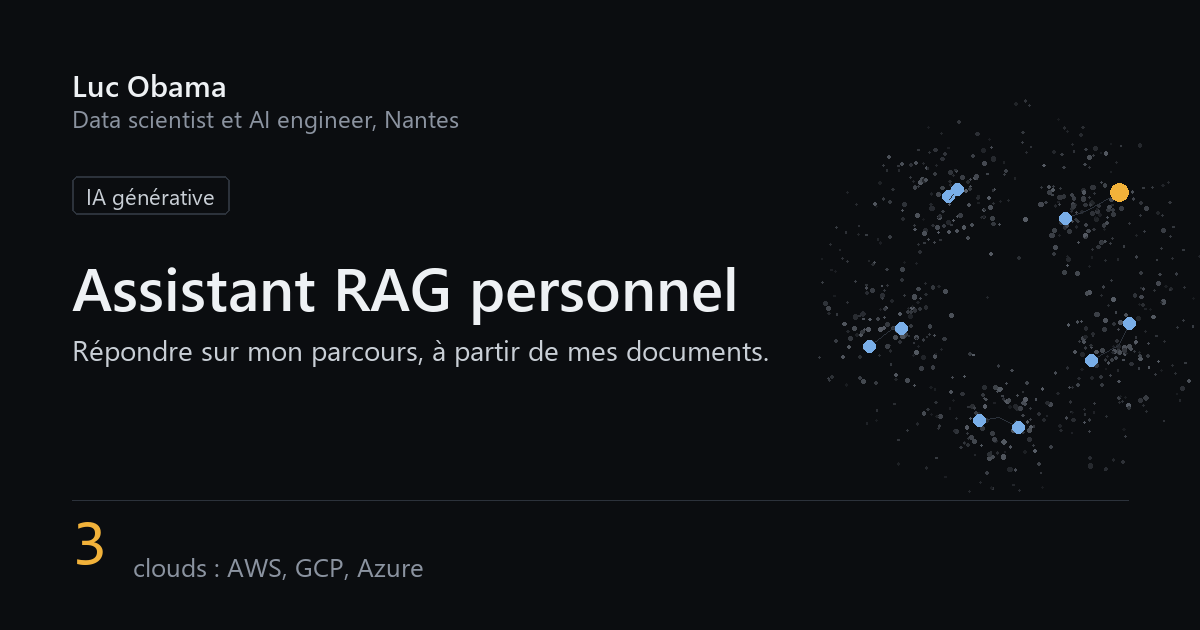 Luc Obama
Data scientist et AI engineer, Nantes
IA générative
Assistant RAG personnel
Répondre sur mon parcours, à partir de mes documents.
3
clouds : AWS, GCP, Azure